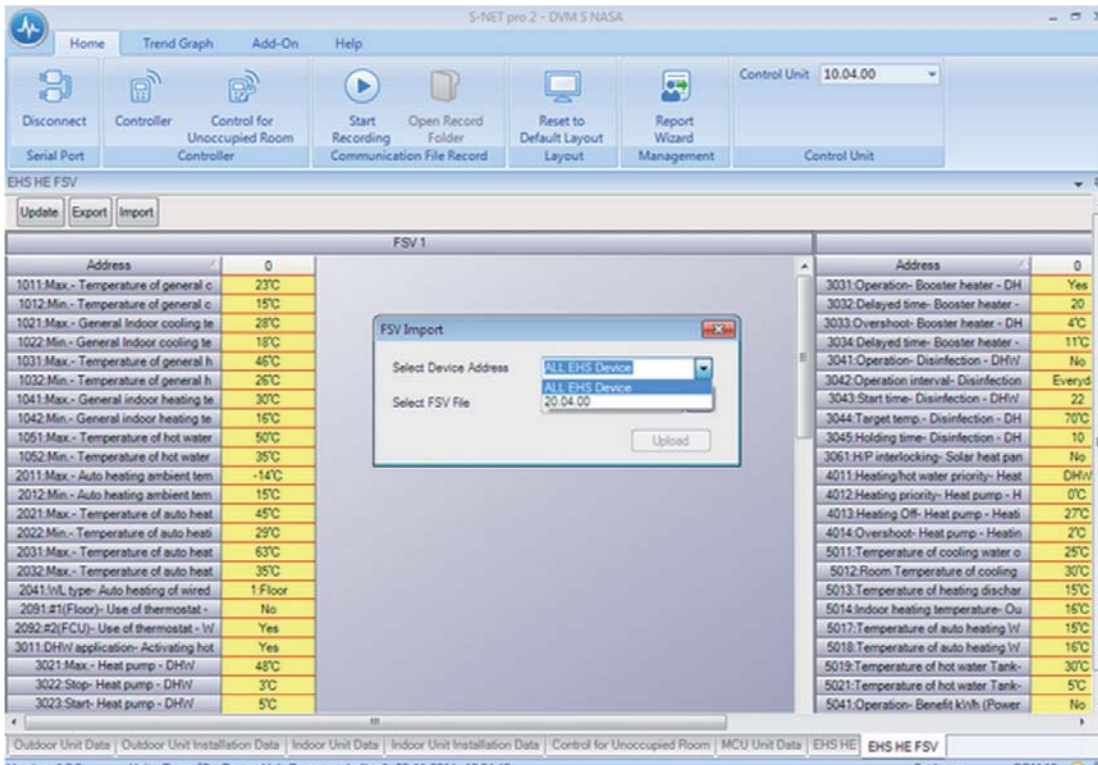 S-NET pro 2 - DVM S NASA
Home Trend Graph Add-On Help
Control Unit 10.04.00
Disconnect Controller Control for Unoccupied Room Start Recording Open Record Folder Reset to Default Layout Report Wizard
Serial Port Controller Communication File Record Layout Management Control Unit
EHS HE FSV
Update Export Import
FSV 1
Address 0
1011:Max.- Temperature of general c 23°C
1012:Min.- Temperature of general c 15°C
1021:Max.- General Indoor cooling te 28°C
1022:Min.- General Indoor cooling te 18°C
1031:Max.- Temperature of general h 46°C
1032:Min.- Temperature of general h 26°C
1041:Max.- General indoor heating te 30°C
1042:Min.- General indoor heating te 16°C
1051:Max.- Temperature of hot water 50°C
1052:Min.- Temperature of hot water 35°C
2011:Max.- Auto heating ambient tem -14°C
2012:Min.- Auto heating ambient tem 15°C
2021:Max.- Temperature of auto heat 45°C
2022:Min.- Temperature of auto heati 29°C
2031:Max.- Temperature of auto heat 63°C
2032:Max.- Temperature of auto heat 35°C
2041:WL type- Auto heating of wired 1:Floor
2091:#1(Floor)- Use of thermostat - No
2092:#2(FCU)- Use of thermostat - W Yes
3011:DHW application- Activating hot Yes
3021:Max.- Heat pump - DHW 48°C
3022:Stop- Heat pump - DHW 3°C
3023:Start- Heat pump - DHW 5°C
FSV Import
Select Device Address ALL EHS Device
ALL EHS Device
20.04.00
Select FSV File
Upload
Address 0
3031:Operation- Booster heater - DH Yes
3032:Delayed time- Booster heater - 20
3033:Overshoot- Booster heater - DH 4°C
3034:Delayed time- Booster heater - 11°C
3041:Operation- Disinfection - DHW No
3042:Operation interval- Disinfection Everyd
3043:Start time- Disinfection - DHW 22
3044:Target temp.- Disinfection - DH 70°C
3045:Holding time- Disinfection - DH 10
3061:H/P interlocking- Solar heat pan No
4011:Heating/hot water priority- Heat DHW
4012:Heating priority- Heat pump - H 0°C
4013:Heating Off- Heat pump - Heati 27°C
4014:Overshoot- Heat pump - Heatin 2°C
5011:Temperature of cooling water o 25°C
5012:Room Temperature of cooling 30°C
5013:Temperature of heating dischar 15°C
5014:Indoor heating temperature- Ou 16°C
5017:Temperature of auto heating W 15°C
5018:Temperature of auto heating W 16°C
5019:Temperature of hot water Tank- 30°C
5021:Temperature of hot water Tank- 5°C
5041:Operation- Benefit kWh (Power No
Outdoor Unit Data Outdoor Unit Installation Data Indoor Unit Data Indoor Unit Installation Data Control for Unoccupied Room MCU Unit Data EHS HE EHS HE FSV